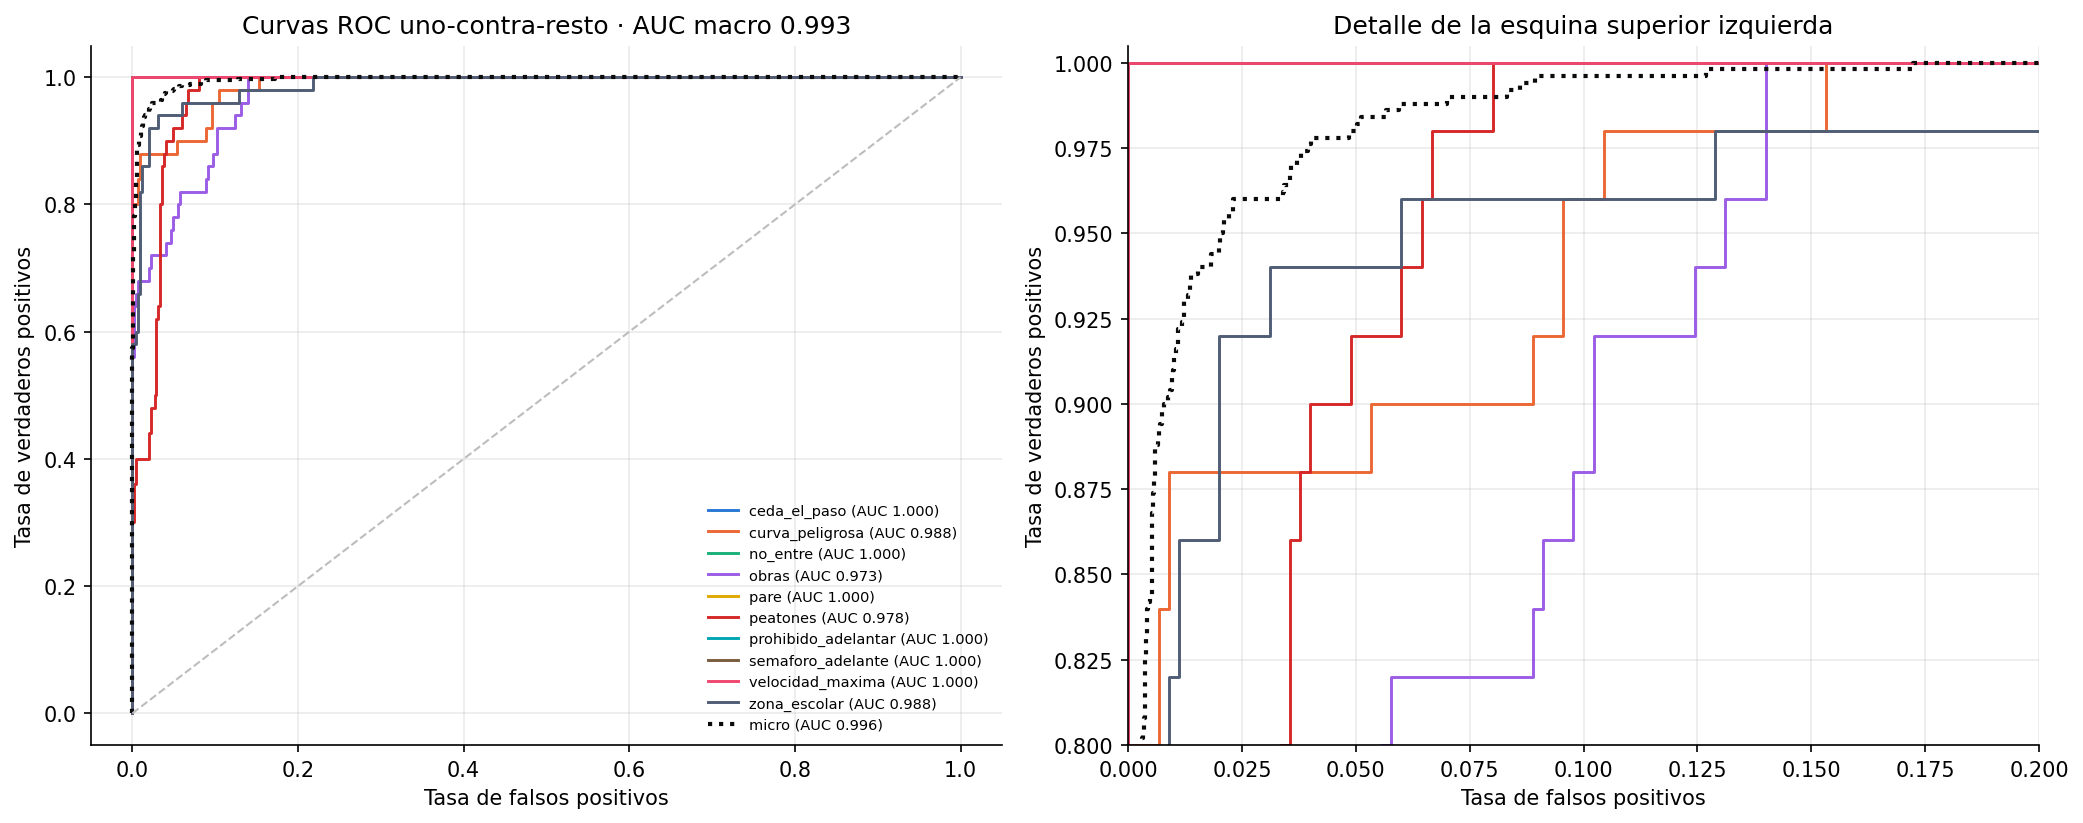 Curvas ROC uno-contra-resto · AUC macro 0.993
Tasa de verdaderos positivos
1.0
0.8
0.6
0.4
0.2
0.0
0.0 0.2 0.4 0.6 0.8 1.0
Tasa de falsos positivos
ceda_el_paso (AUC 1.000)
curva_peligrosa (AUC 0.988)
no_entre (AUC 1.000)
obras (AUC 0.973)
pare (AUC 1.000)
peatones (AUC 0.978)
prohibido_adelantar (AUC 1.000)
semaforo_adelante (AUC 1.000)
velocidad_maxima (AUC 1.000)
zona_escolar (AUC 0.988)
micro (AUC 0.996)
Detalle de la esquina superior izquierda
Tasa de verdaderos positivos
1.000
0.975
0.950
0.925
0.900
0.875
0.850
0.825
0.800
0.000 0.025 0.050 0.075 0.100 0.125 0.150 0.175 0.200
Tasa de falsos positivos